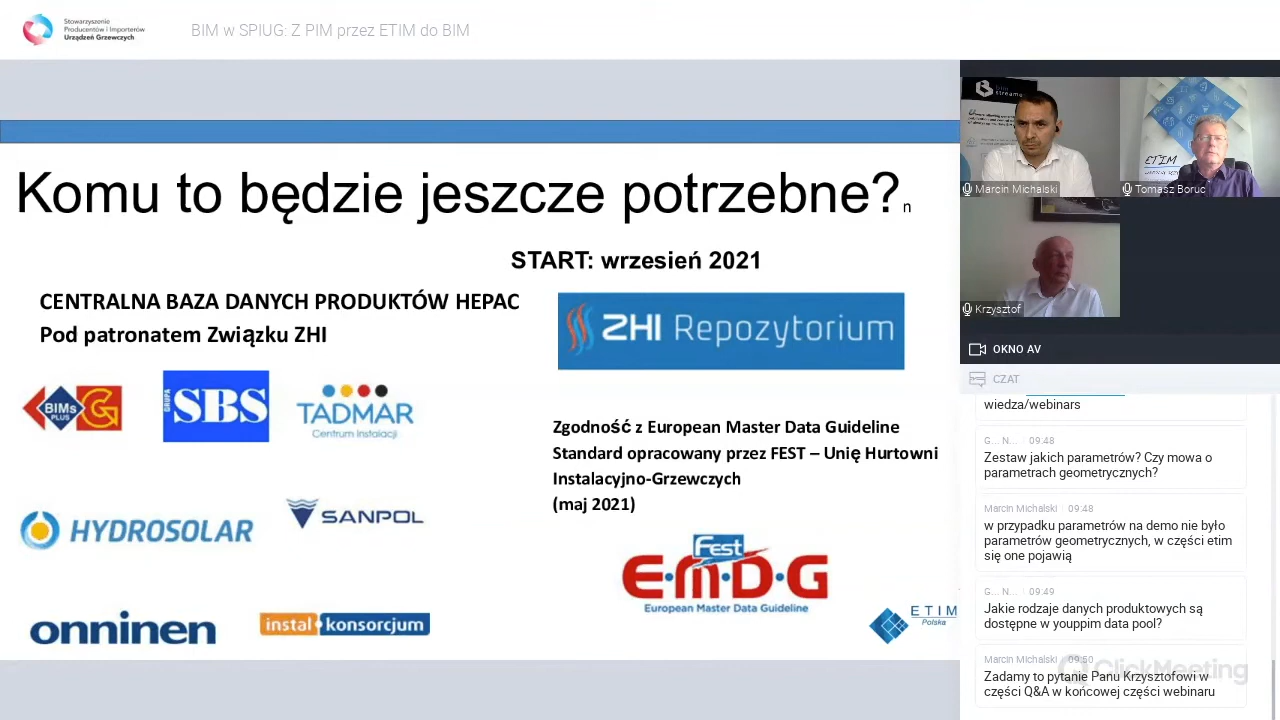 Stowarzyszenie
Producentów i Importerów
Urządzeń Grzewczych
BIM w SPIUG: Z PIM przez ETIM do BIM
Komu to będzie jeszcze potrzebne?n
START: wrzesień 2021
CENTRALNA BAZA DANYCH PRODUKTÓW HEPAC
Pod patronatem Związku ZHI
ZHI Repozytorium
BIMs
PLUS
G
GRUPA
SBS
TADMAR
Centrum Instalacji
Zgodność z European Master Data Guideline
Standard opracowany przez FEST – Unię Hurtowni
Instalacyjno-Grzewczych
(maj 2021)
HYDROSOLAR
SANPOL
Fest
E·M·D·G
European Master Data Guideline
onninen
instal konsorcjum
ETIM
Polska
bim
streamer
ETIM
Marcin Michalski
Tomasz Boruc
Krzysztof
OKNO AV
CZAT
wiedza/webinars
G... N... 09:48
Zestaw jakich parametrów? Czy mowa o
parametrach geometrycznych?
Marcin Michalski 09:48
w przypadku parametrów na demo nie było
parametrów geometrycznych, w części etim
się one pojawią
G... N... 09:49
Jakie rodzaje danych produktowych są
dostępne w youppim data pool?
Marcin Michalski 09:50
Zadamy to pytanie Panu Krzysztofowi w
części Q&A w końcowej części webinaru
ClickMeeting